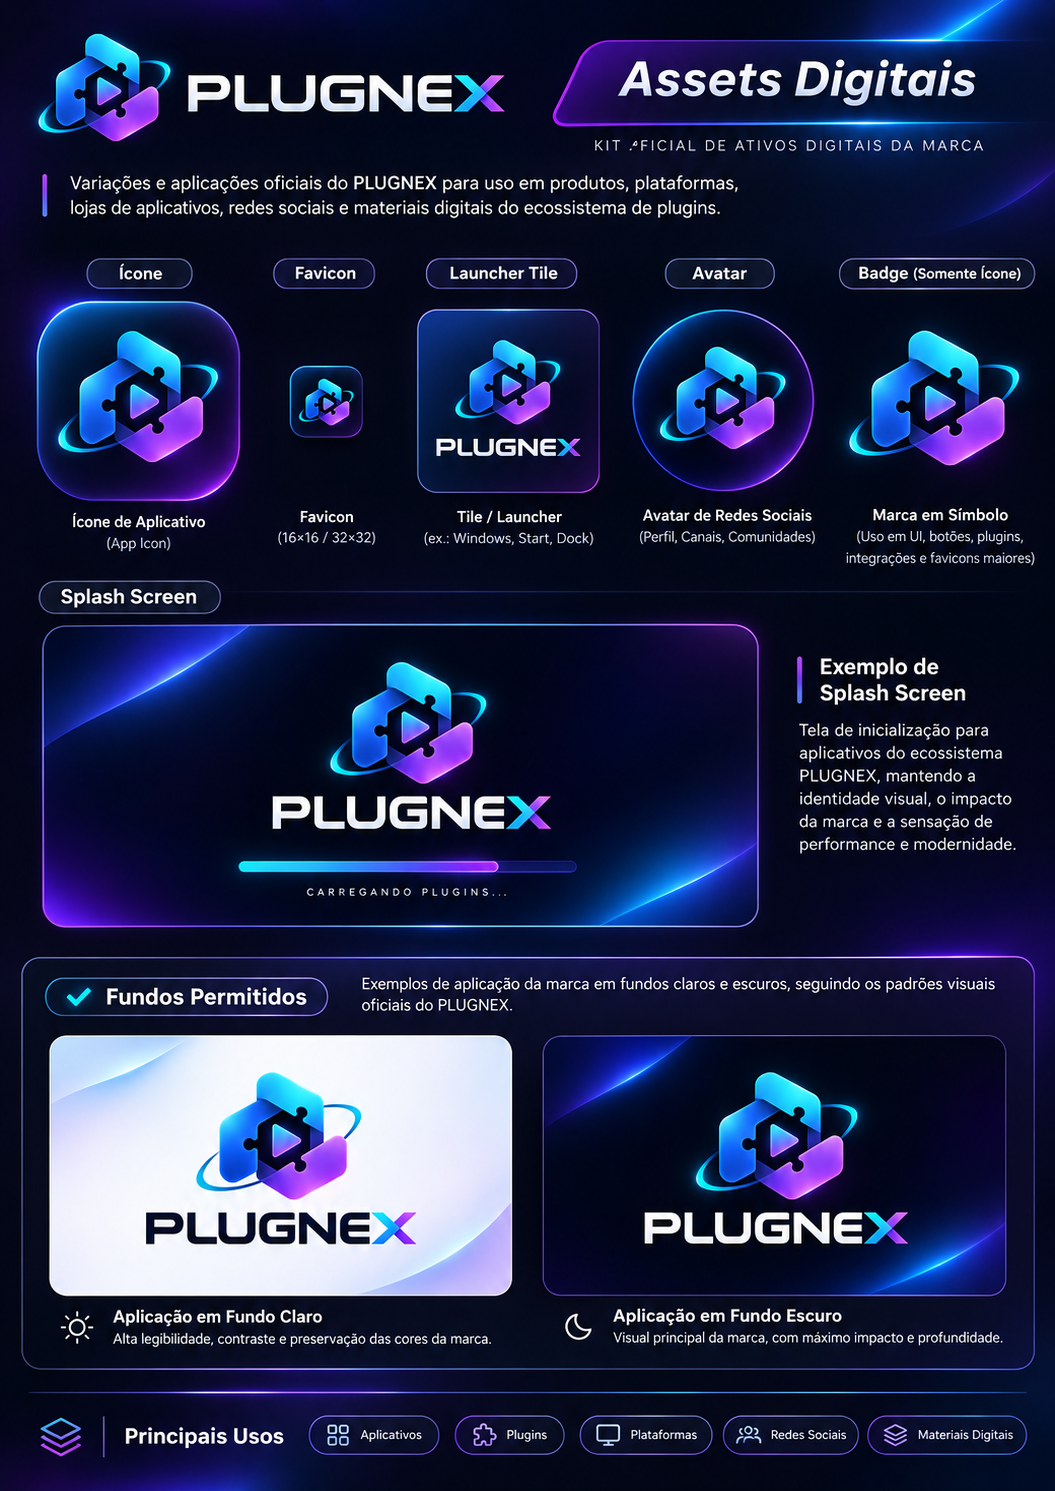 PLUGNEX
Assets Digitais
KIT FICIAL DE ATIVOS DIGITAIS DA MARCA
Variações e aplicações oficiais do PLUGNEX para uso em produtos, plataformas,
lojas de aplicativos, redes sociais e materiais digitais do ecossistema de plugins.
Ícone
Favicon
Launcher Tile
Avatar
Badge (Somente Ícone)
PLUGNEX
Ícone de Aplicativo
(App Icon)
Favicon
(16×16 / 32×32)
Tile / Launcher
(ex.: Windows, Start, Dock)
Avatar de Redes Sociais
(Perfil, Canais, Comunidades)
Marca em Símbolo
(Uso em UI, botões, plugins,
integrações e favicons maiores)
Splash Screen
PLUGNEX
CARREGANDO PLUGINS...
Exemplo de
Splash Screen
Tela de inicialização para
aplicativos do ecossistema
PLUGNEX, mantendo a
identidade visual, o impacto
da marca e a sensação de
performance e modernidade.
Fundos Permitidos
Exemplos de aplicação da marca em fundos claros e escuros, seguindo os padrões visuais
oficiais do PLUGNEX.
PLUGNEX
PLUGNEX
Aplicação em Fundo Claro
Alta legibilidade, contraste e preservação das cores da marca.
Aplicação em Fundo Escuro
Visual principal da marca, com máximo impacto e profundidade.
Principais Usos
Aplicativos
Plugins
Plataformas
Redes Sociais
Materiais Digitais